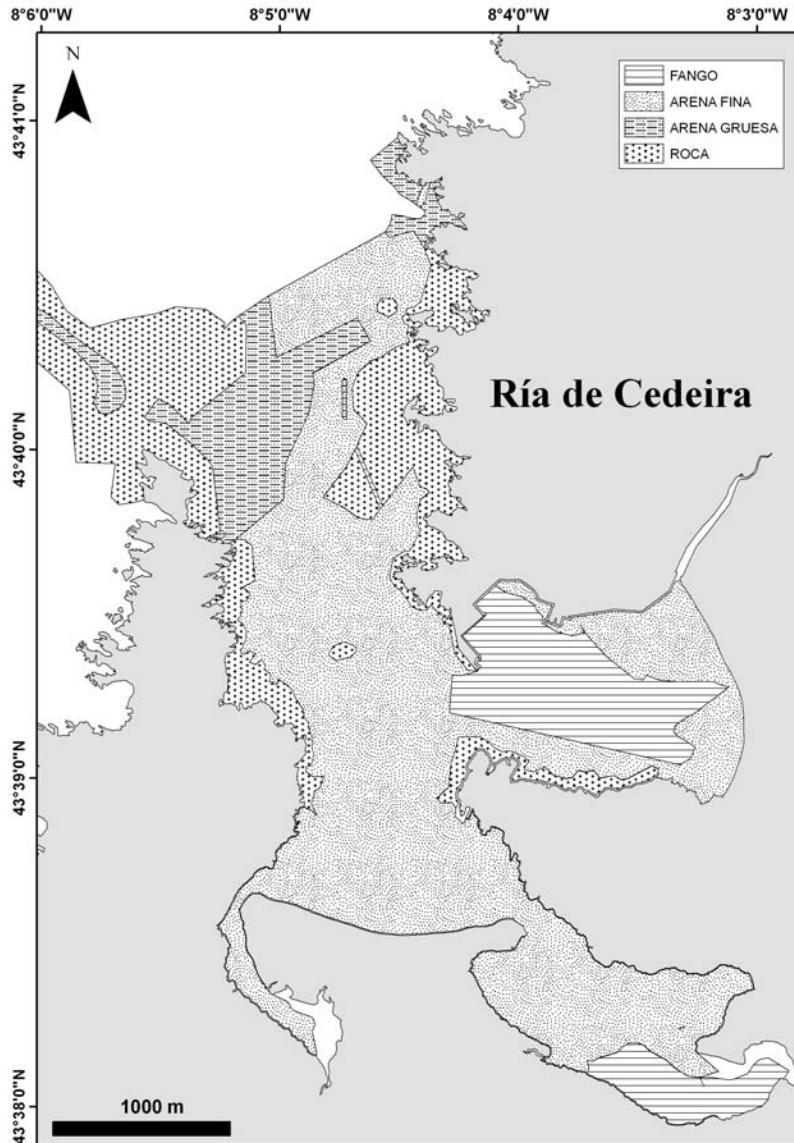 8°6'0"W 8°5'0"W 8°4'0"W 8°3'0"W
N
FANGO
ARENA FINA
ARENA GRUESA
ROCA
43°41'0"N
Ría de Cedeira
43°40'0"N
43°39'0"N
1000 m
43°38'0"N